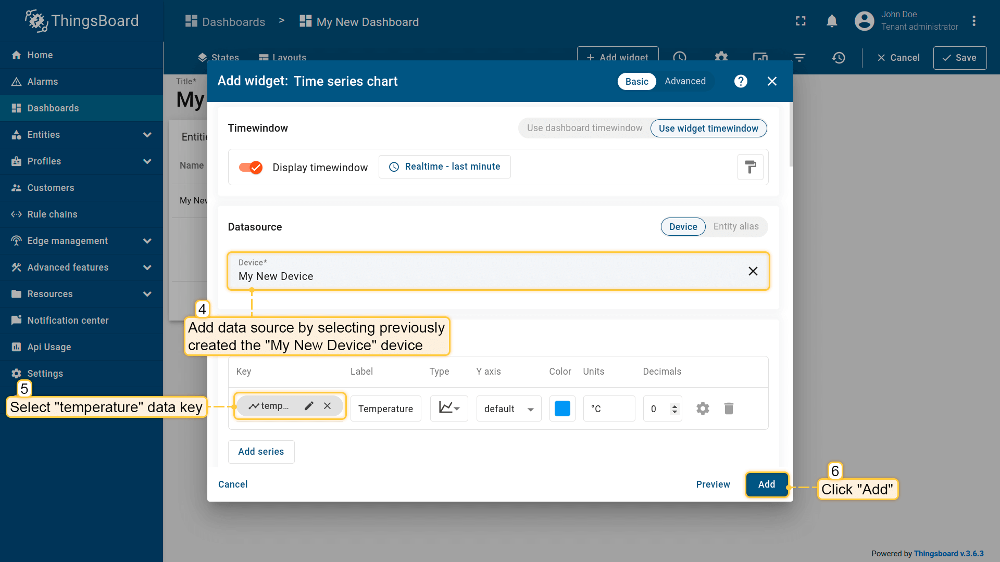 ThingsBoard
Dashboards > My New Dashboard
John Doe
Tenant administrator
Home
Alarms
Dashboards
Entities
Profiles
Customers
Rule chains
Edge management
Advanced features
Resources
Notification center
Api Usage
Settings
States Layouts + Add widget Cancel Save
Title*
My
Entitie
Name
My New
Add widget: Time series chart Basic Advanced ?
Timewindow Use dashboard timewindow Use widget timewindow
Display timewindow Realtime - last minute
Datasource Device Entity alias
Device*
My New Device
4
Add data source by selecting previously
created the "My New Device" device
Key Label Type Y axis Color Units Decimals
5
Select "temperature" data key
temp... Temperature default °C 0
Add series
Cancel Preview Add
6
Click "Add"
Powered by Thingsboard v.3.6.3